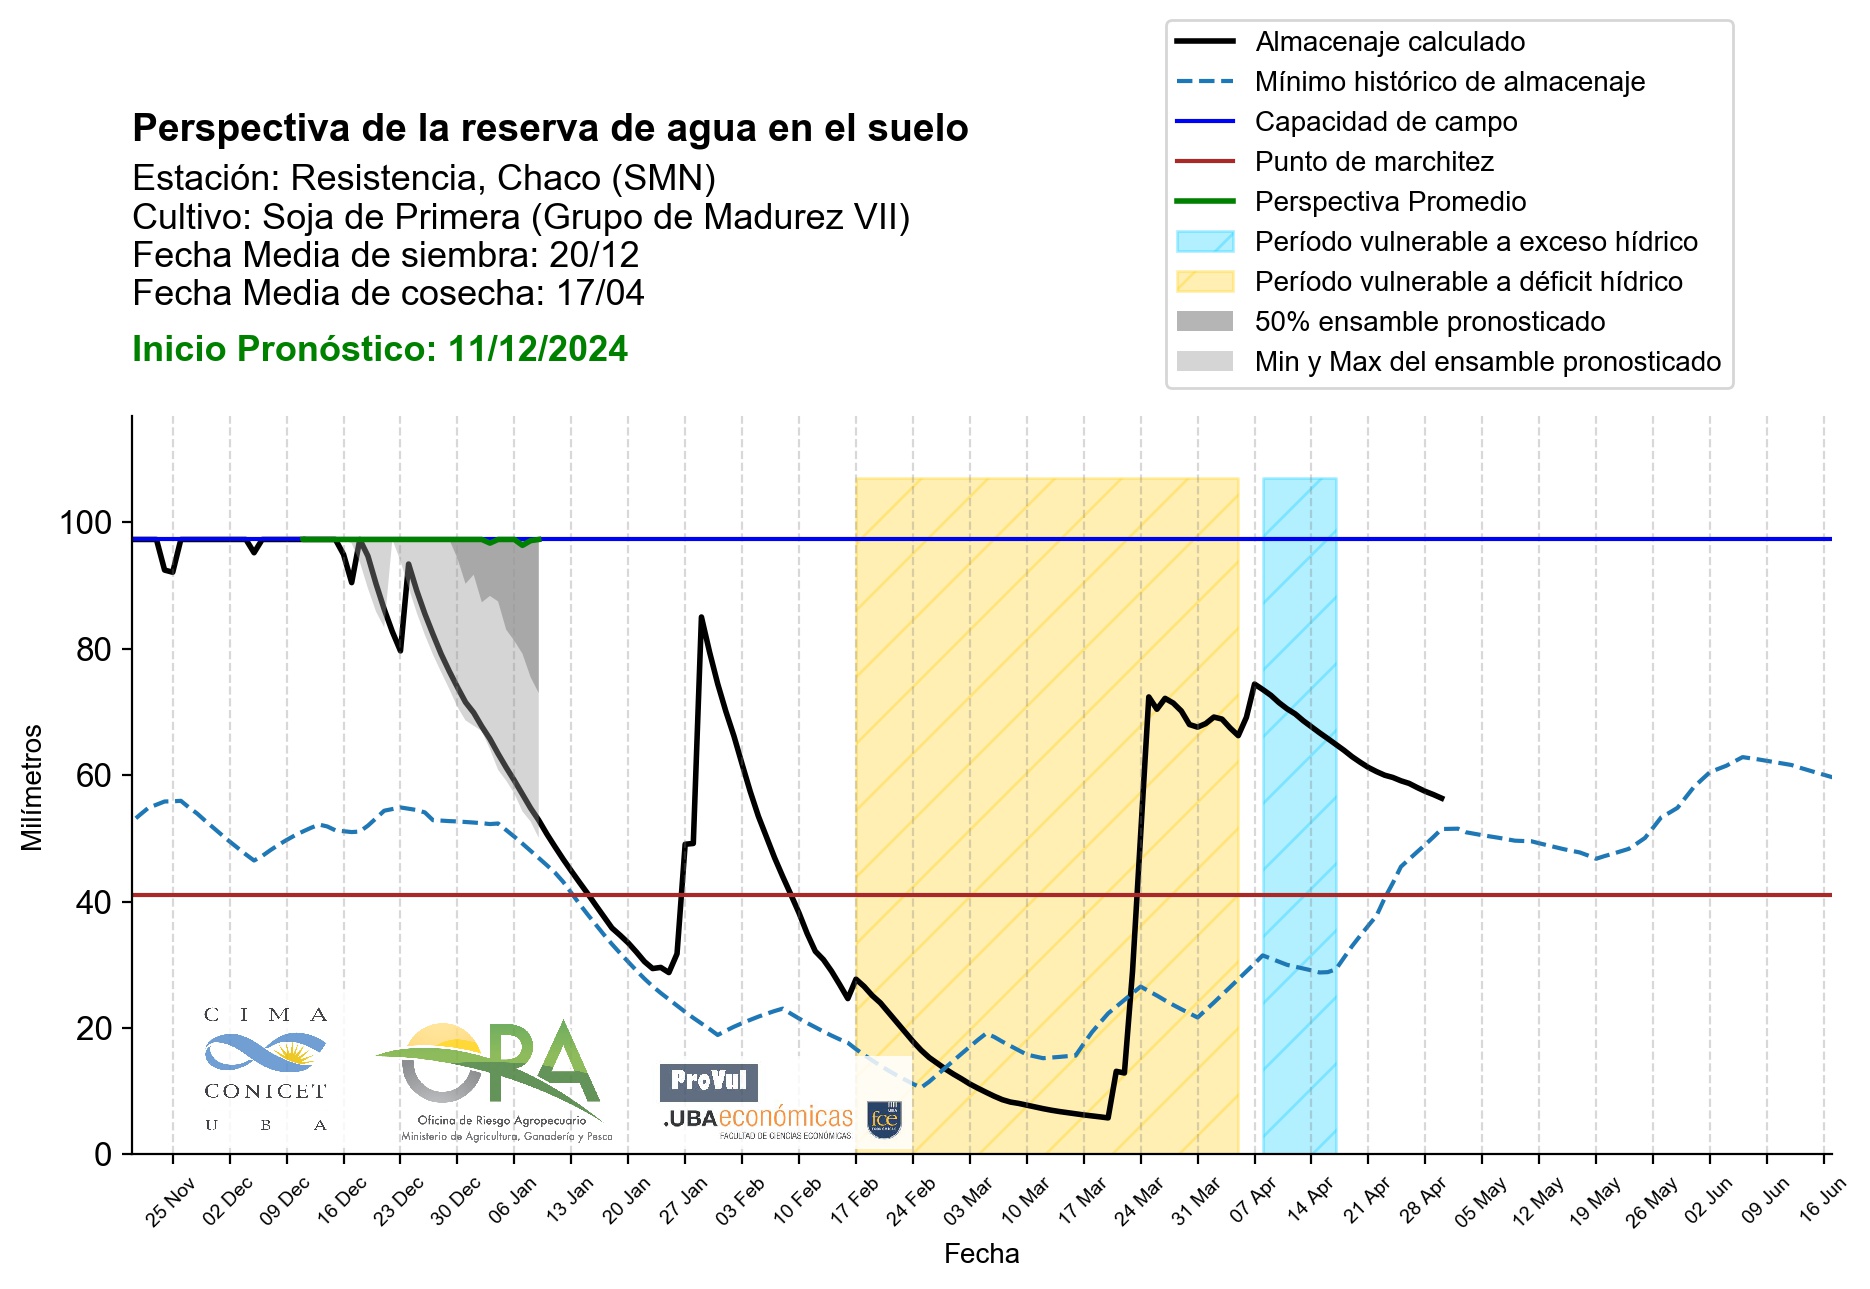 Almacenaje calculado
Mínimo histórico de almacenaje
Capacidad de campo
Punto de marchitez
Perspectiva Promedio
Período vulnerable a exceso hídrico
Período vulnerable a déficit hídrico
50% ensamble pronosticado
Min y Max del ensamble pronosticado
Perspectiva de la reserva de agua en el suelo
Estación: Resistencia, Chaco (SMN)
Cultivo: Soja de Primera (Grupo de Madurez VII)
Fecha Media de siembra: 20/12
Fecha Media de cosecha: 17/04
Inicio Pronóstico: 11/12/2024
100
80
60
40
20
0
Milímetros
CIMA
CONICET
UBA
ORA
Oficina de Riesgo Agropecuario
Ministerio de Agricultura, Ganadería y Pesca
ProVul
.UBAeconómicas
FACULTAD DE CIENCIAS ECONÓMICAS
fce
25 Nov
02 Dec
09 Dec
16 Dec
23 Dec
30 Dec
06 Jan
13 Jan
20 Jan
27 Jan
03 Feb
10 Feb
17 Feb
24 Feb
03 Mar
10 Mar
17 Mar
24 Mar
31 Mar
07 Apr
14 Apr
21 Apr
28 Apr
05 May
12 May
19 May
26 May
02 Jun
09 Jun
16 Jun
Fecha